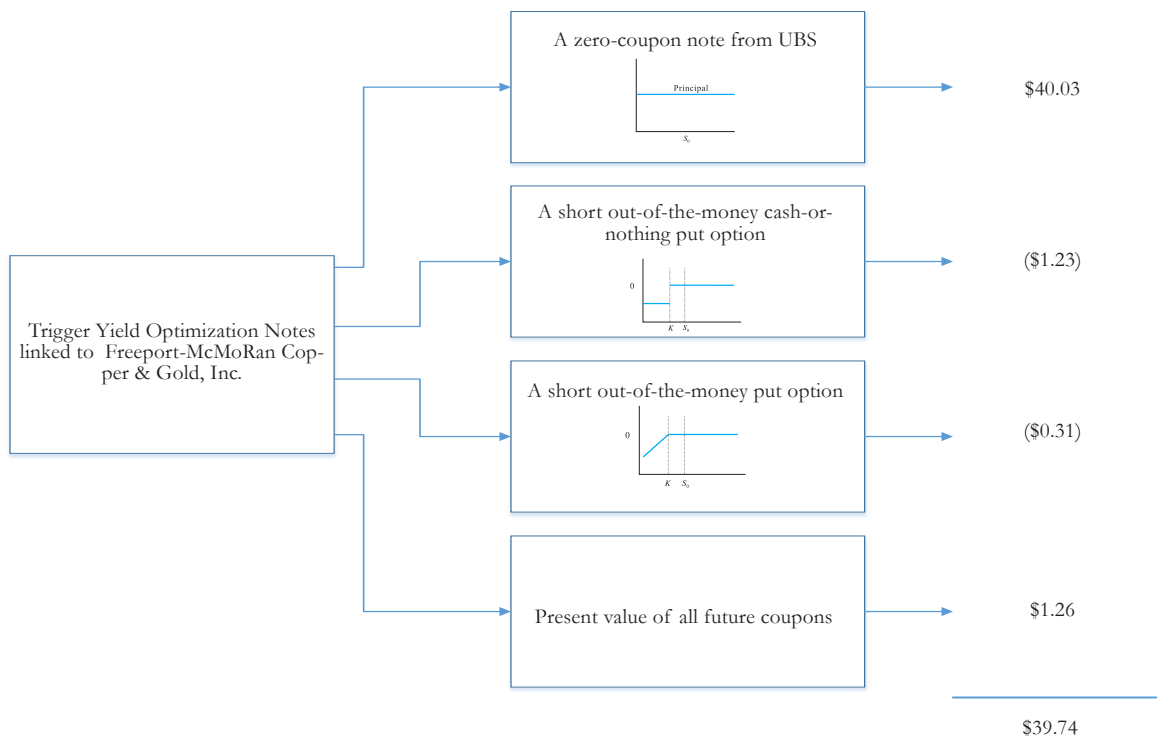 A zero-coupon note from UBS
Principal
S₀
$40.03
A short out-of-the-money cash-or-
nothing put option
0
K
S₀
($1.23)
Trigger Yield Optimization Notes
linked to Freeport-McMoRan Cop-
per & Gold, Inc.
A short out-of-the-money put option
0
K
S₀
($0.31)
Present value of all future coupons
$1.26
$39.74